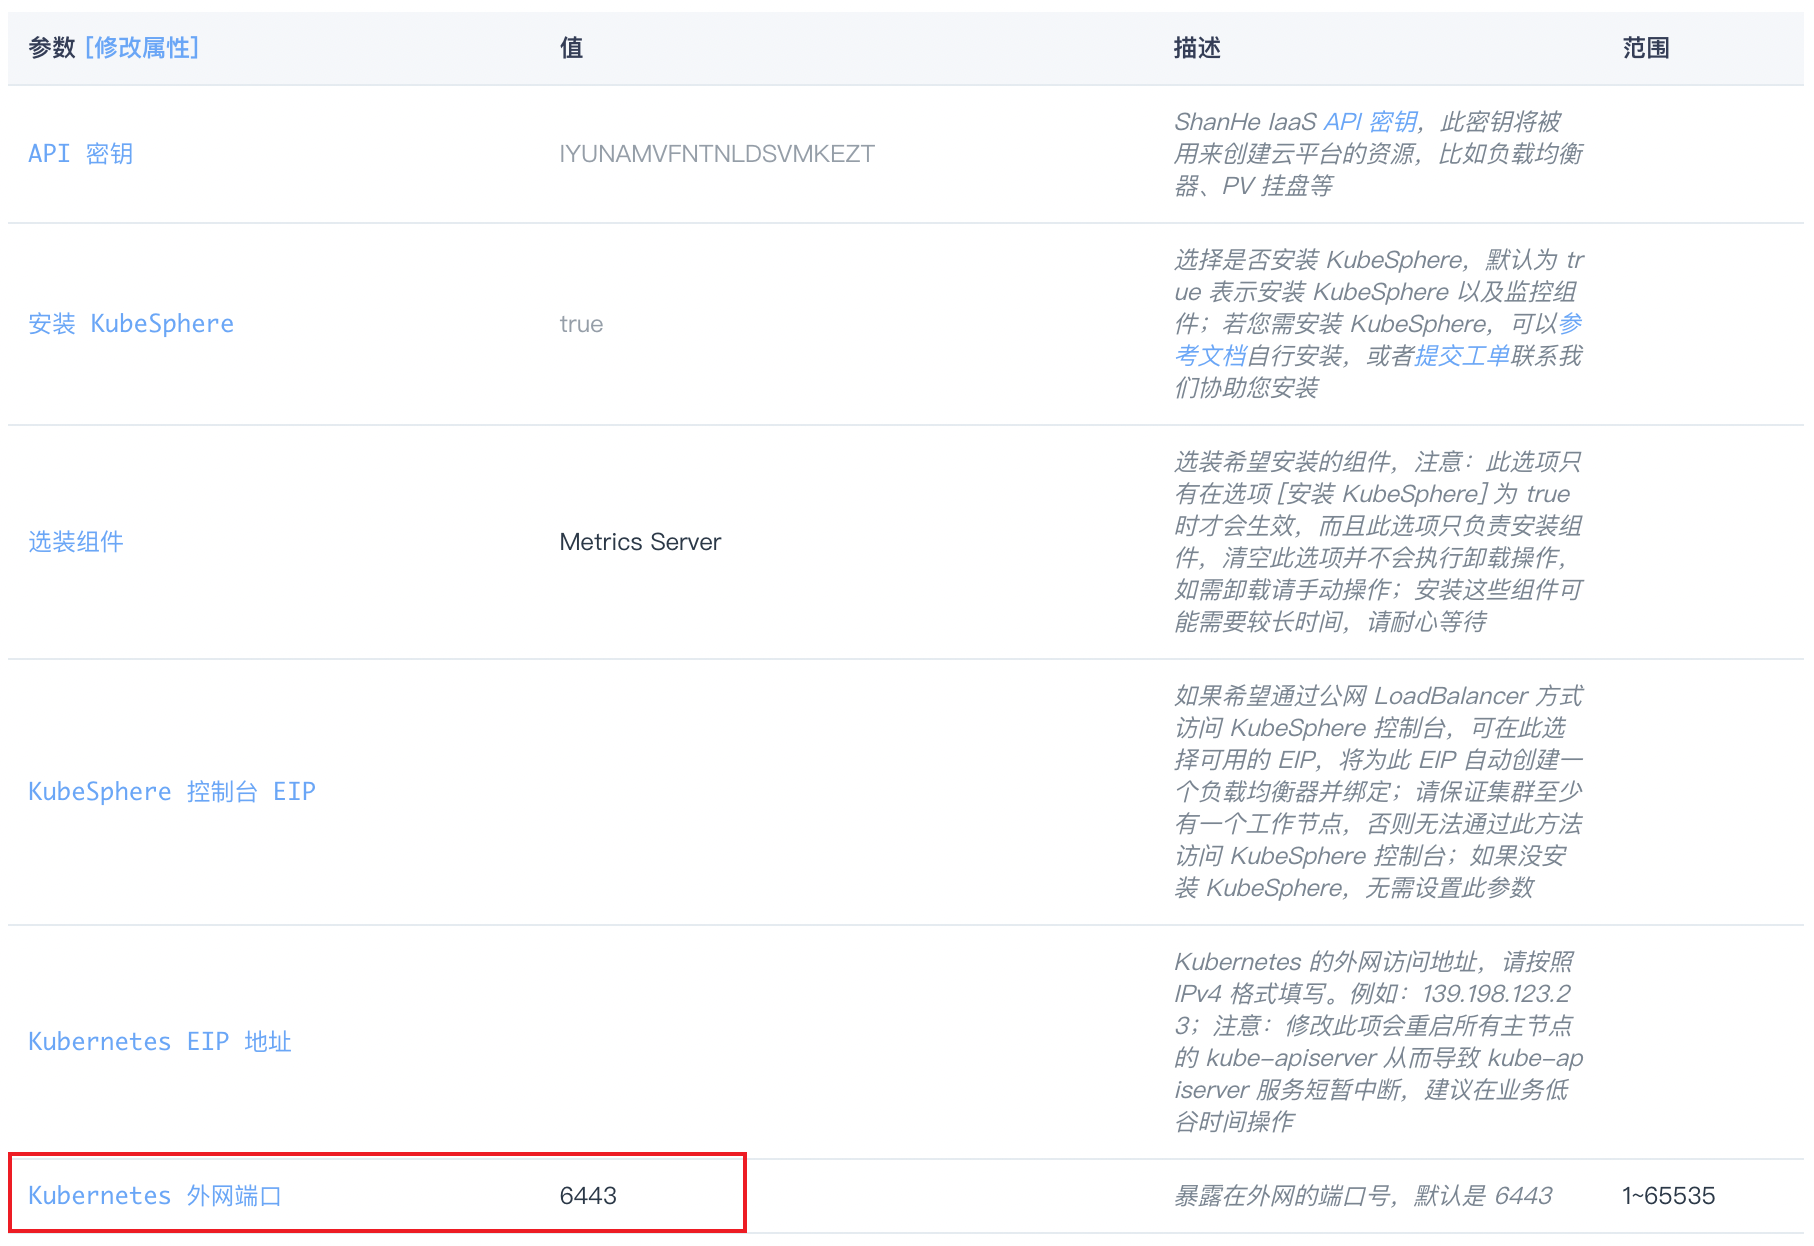 参数 [修改属性] 值 描述 范围
API 密钥 IYUNAMVFNTNLDSVMKEZT
ShanHe IaaS API 密钥，此密钥将被
用来创建云平台的资源，比如负载均衡
器、PV 挂盘等
安装 KubeSphere true
选择是否安装 KubeSphere，默认为 tr
ue 表示安装 KubeSphere 以及监控组
件；若您需安装 KubeSphere，可以参
考文档自行安装，或者提交工单联系我
们协助您安装
选装组件 Metrics Server
选装希望安装的组件，注意：此选项只
有在选项 [安装 KubeSphere] 为 true
时才会生效，而且此选项只负责安装组
件，清空此选项并不会执行卸载操作，
如需卸载请手动操作；安装这些组件可
能需要较长时间，请耐心等待
KubeSphere 控制台 EIP
如果希望通过公网 LoadBalancer 方式
访问 KubeSphere 控制台，可在此选
择可用的 EIP，将为此 EIP 自动创建一
个负载均衡器并绑定；请保证集群至少
有一个工作节点，否则无法通过此方法
访问 KubeSphere 控制台；如果没安
装 KubeSphere，无需设置此参数
Kubernetes EIP 地址
Kubernetes 的外网访问地址，请按照
IPv4 格式填写。例如：139.198.123.2
3；注意：修改此项会重启所有主节点
的 kube-apiserver 从而导致 kube-ap
iserver 服务短暂中断，建议在业务低
谷时间操作
Kubernetes 外网端口 6443 暴露在外网的端口号，默认是 6443 1~65535